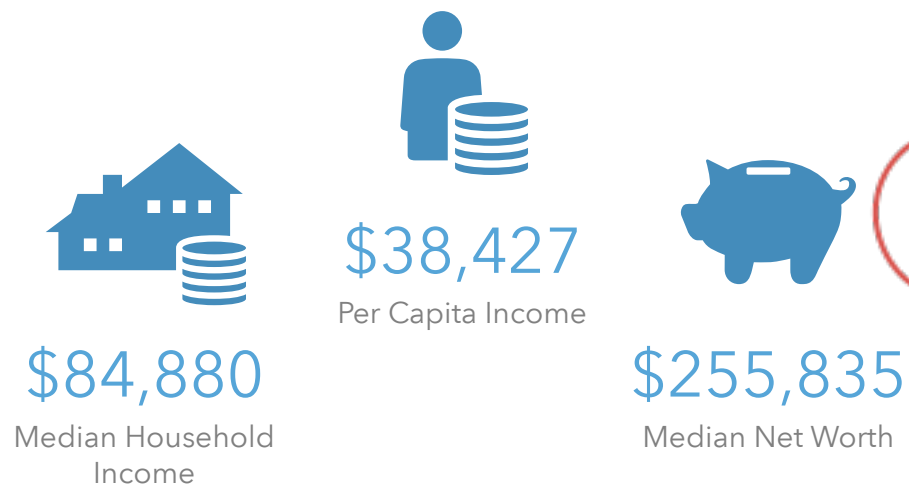 $84,880
Median Household
Income
$38,427
Per Capita Income
$255,835
Median Net Worth